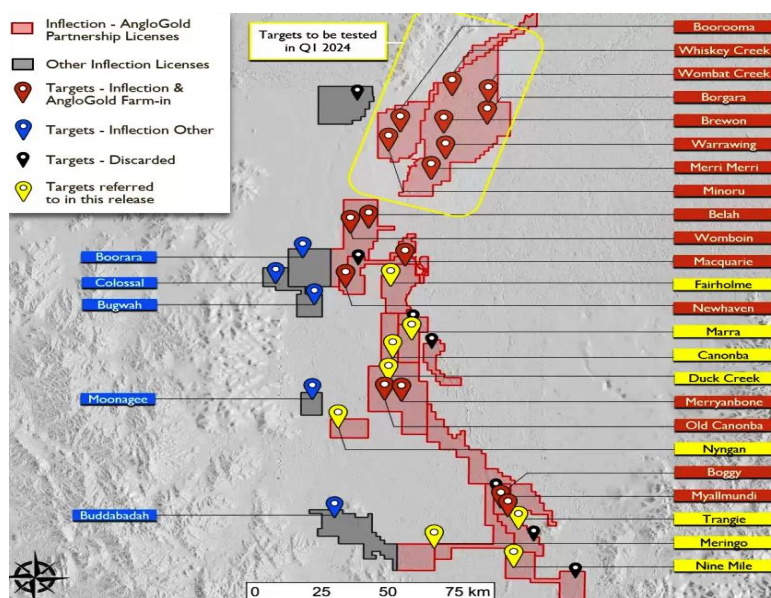 Inflection - AngloGold
Partnership Licenses
Other Inflection Licenses
Targets - Inflection &
AngloGold Farm-in
Targets - Inflection Other
Targets - Discarded
Targets referred
to in this release
Targets to be tested
in Q1 2024
Boorooma
Whiskey Creek
Wombat Creek
Borgara
Brewon
Warrawing
Merri Merri
Minoru
Belah
Womboin
Macquarie
Fairholme
Newhaven
Marra
Canonba
Duck Creek
Merryanbone
Old Canonba
Nyngan
Boggy
Myallmundi
Trangie
Meringo
Nine Mile
Boorara
Colossal
Bugwah
Moonagee
Buddabadah
0 25 50 75 km